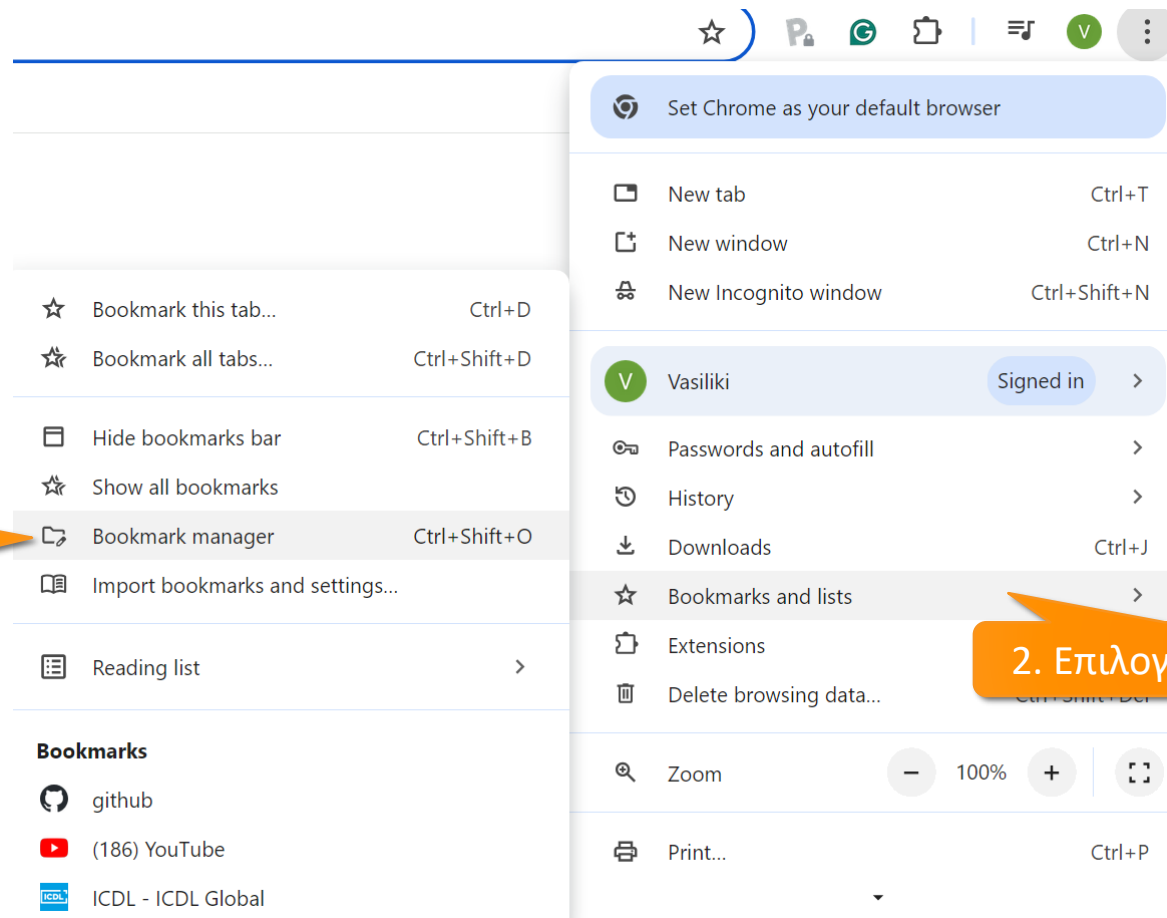 V
Set Chrome as your default browser
New tab Ctrl+T
New window Ctrl+N
New Incognito window Ctrl+Shift+N
V Vasiliki Signed in
Passwords and autofill
History
Downloads Ctrl+J
Bookmarks and lists
Extensions
2. Επιλογ
Delete browsing data...
Zoom 100%
Print... Ctrl+P
Bookmark this tab... Ctrl+D
Bookmark all tabs... Ctrl+Shift+D
Hide bookmarks bar Ctrl+Shift+B
Show all bookmarks
Bookmark manager Ctrl+Shift+O
Import bookmarks and settings...
Reading list
Bookmarks
github
(186) YouTube
ICDL ICDL - ICDL Global